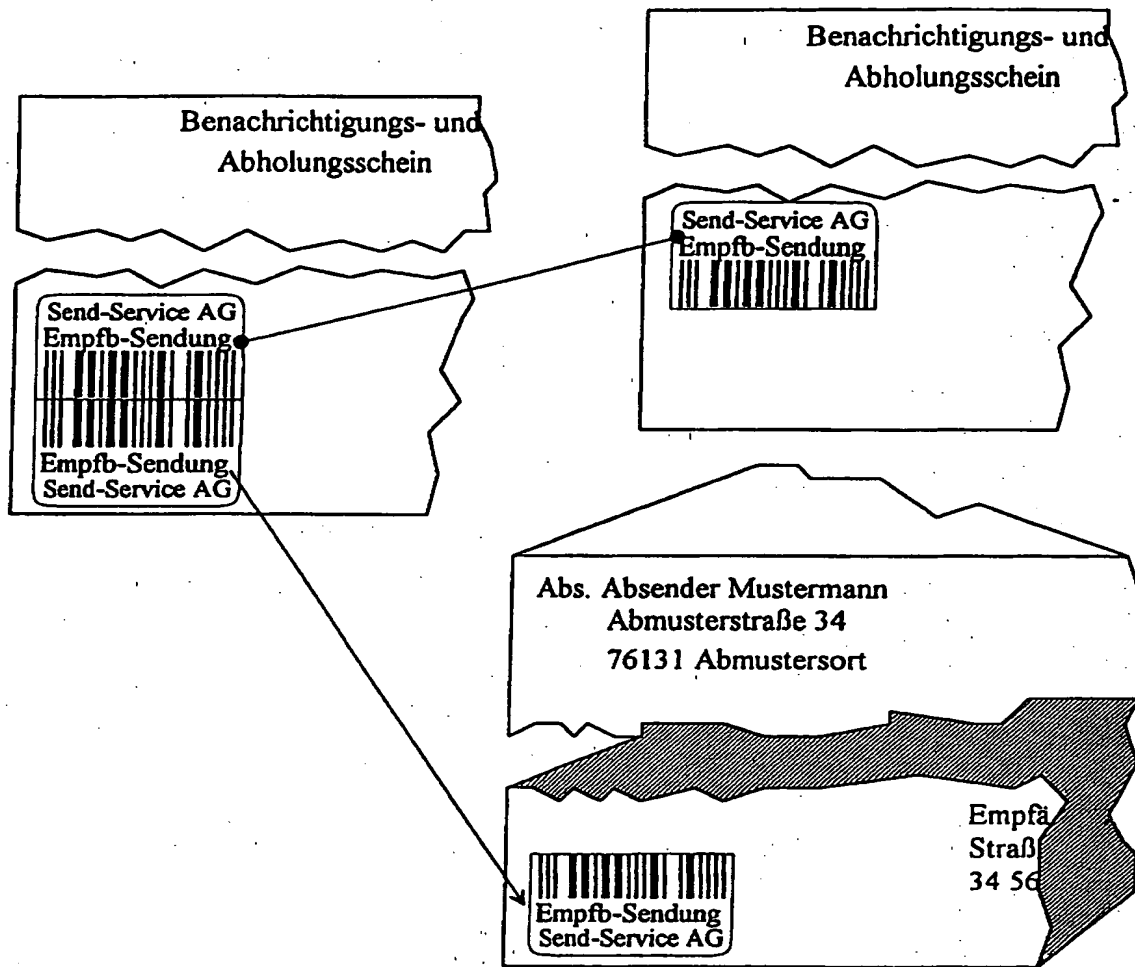 Benachrichtigungs- und
Abholungsschein
Send-Service AG
Empfb-Sendung
Empfb-Sendung
Send-Service AG
Benachrichtigungs- und
Abholungsschein
Send-Service AG
Empfb-Sendung
Abs. Absender Mustermann
Abmusterstraße 34
76131 Abmustersort
Empfä
Straß
34 56
Empfb-Sendung
Send-Service AG